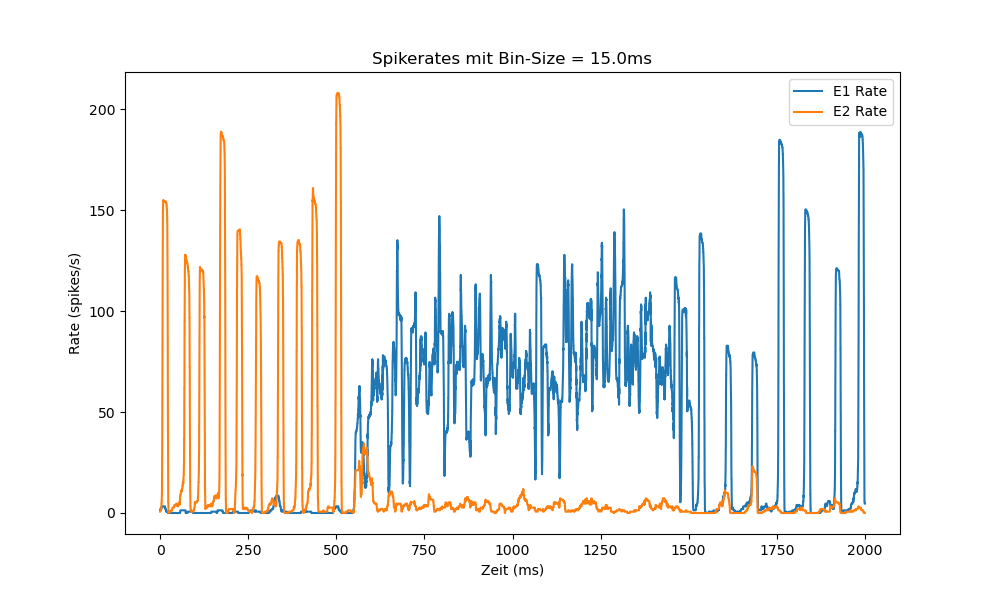 Spikerates mit Bin-Size = 15.0ms
E1 Rate
E2 Rate
Rate (spikes/s)
200
150
100
50
0
0 250 500 750 1000 1250 1500 1750 2000
Zeit (ms)